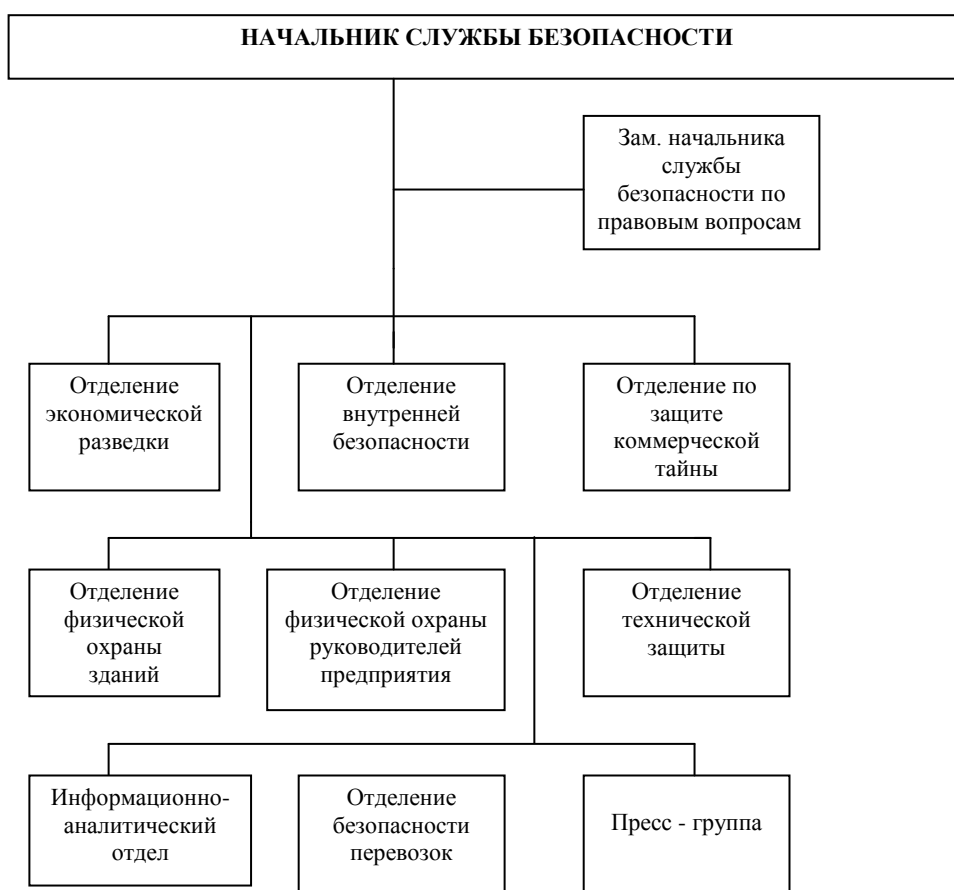 НАЧАЛЬНИК СЛУЖБЫ БЕЗОПАСНОСТИ
Зам. начальника
службы
безопасности по
правовым вопросам
Отделение
экономической
разведки
Отделение
внутренней
безопасности
Отделение по
защите
коммерческой
тайны
Отделение
физической
охраны
зданий
Отделение
физической охраны
руководителей
предприятия
Отделение
технической
защиты
Информационно-
аналитический
отдел
Отделение
безопасности
перевозок
Пресс - группа